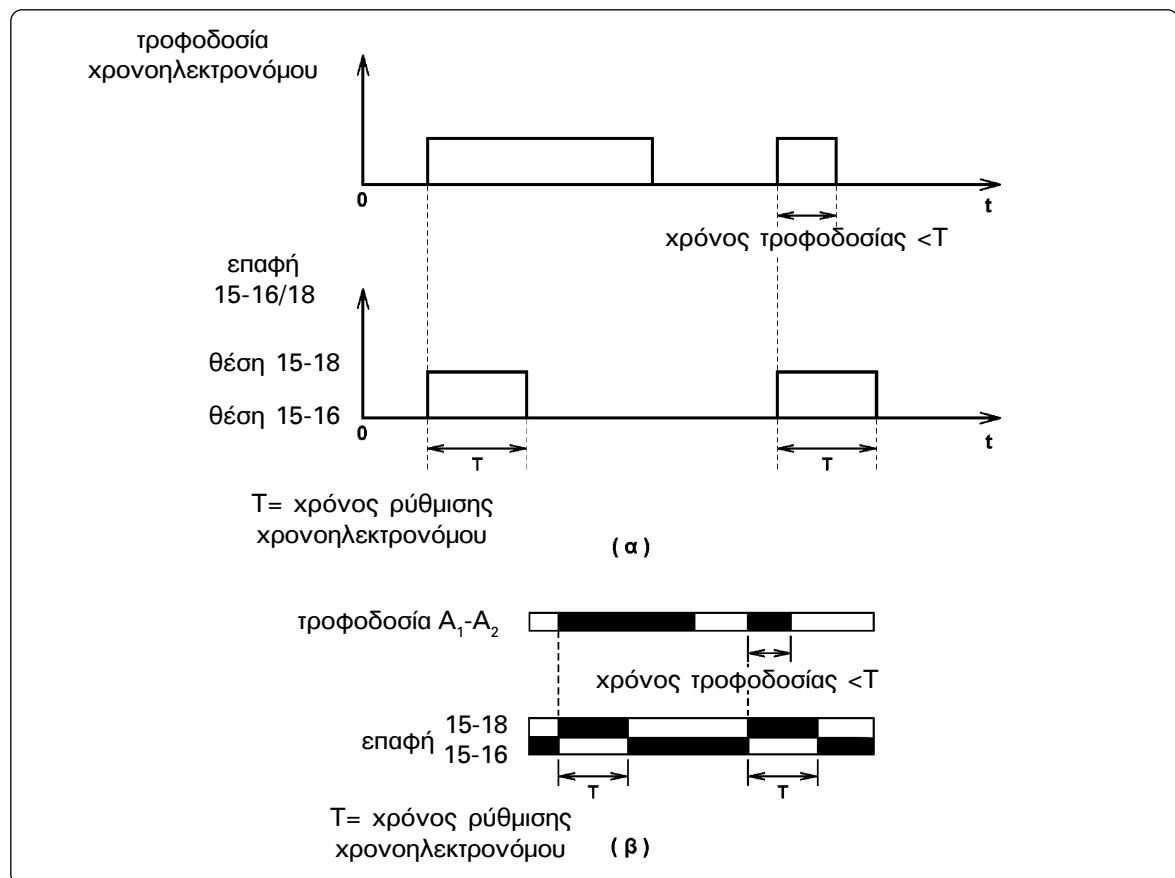 τροφοδοσία
χρονοηλεκτρονόμου
0
t
χρόνος τροφοδοσίας <T
επαφή
15-16/18
θέση 15-18
θέση 15-16
0
t
T
T
T= χρόνος ρύθμισης
χρονοηλεκτρονόμου
( α )
τροφοδοσία A₁-A₂
χρόνος τροφοδοσίας <T
15-18
επαφή
15-16
T
T
T= χρόνος ρύθμισης
χρονοηλεκτρονόμου
( β )